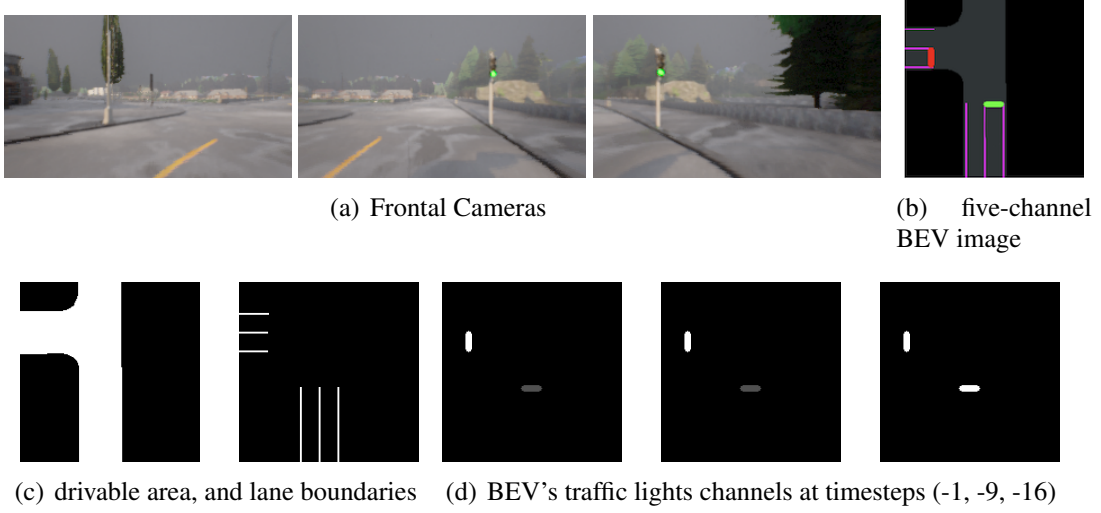 (a) Frontal Cameras
(b) five-channel
BEV image
(c) drivable area, and lane boundaries
(d) BEV's traffic lights channels at timesteps (-1, -9, -16)